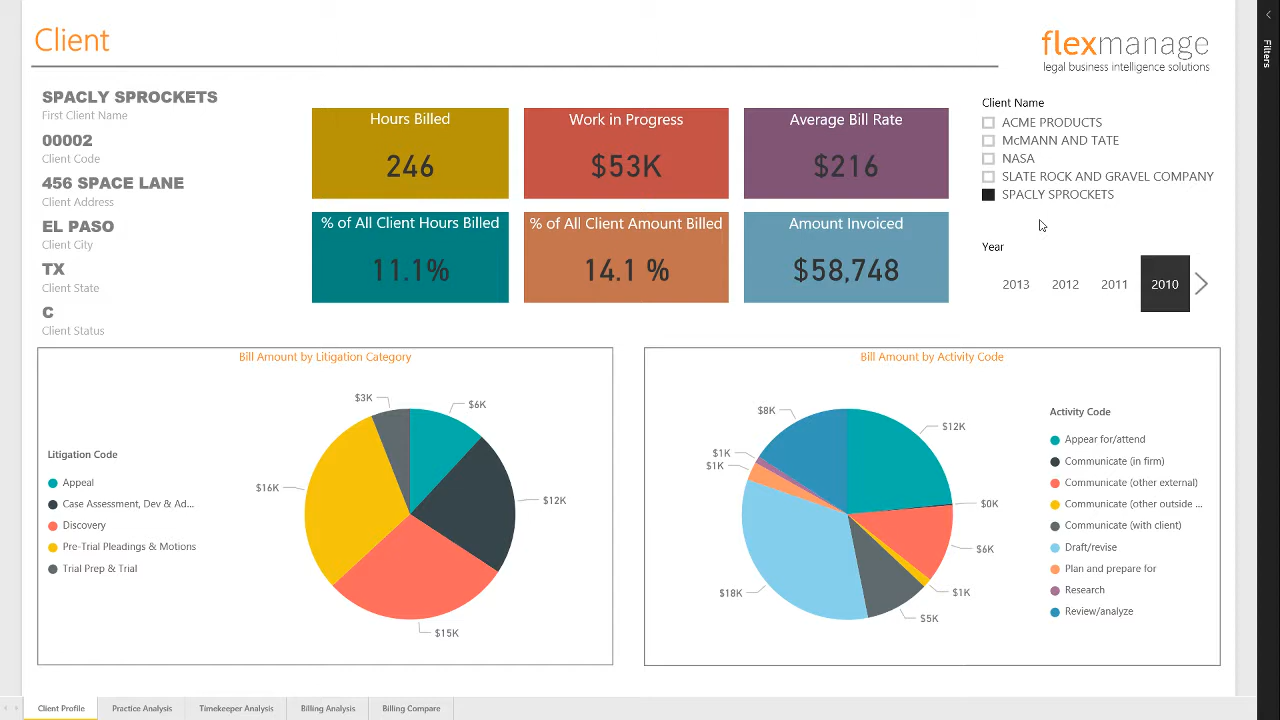 Client
flexmanage
legal business intelligence solutions
Filters
SPACLY SPROCKETS
First Client Name
00002
Client Code
456 SPACE LANE
Client Address
EL PASO
Client City
TX
Client State
C
Client Status
Hours Billed
246
Work in Progress
$53K
Average Bill Rate
$216
% of All Client Hours Billed
11.1%
% of All Client Amount Billed
14.1 %
Amount Invoiced
$58,748
Client Name
ACME PRODUCTS
McMANN AND TATE
NASA
SLATE ROCK AND GRAVEL COMPANY
SPACLY SPROCKETS
Year
2013 2012 2011 2010
Bill Amount by Litigation Category
Litigation Code
Appeal
Case Assessment, Dev & Ad...
Discovery
Pre-Trial Pleadings & Motions
Trial Prep & Trial
$3K
$6K
$16K
$12K
$15K
Bill Amount by Activity Code
$8K
$12K
$1K
$1K
$0K
$6K
$18K
$1K
$5K
Activity Code
Appear for/attend
Communicate (in firm)
Communicate (other external)
Communicate (other outside ...
Communicate (with client)
Draft/revise
Plan and prepare for
Research
Review/analyze
Client Profile Practice Analysis Timekeeper Analysis Billing Analysis Billing Compare